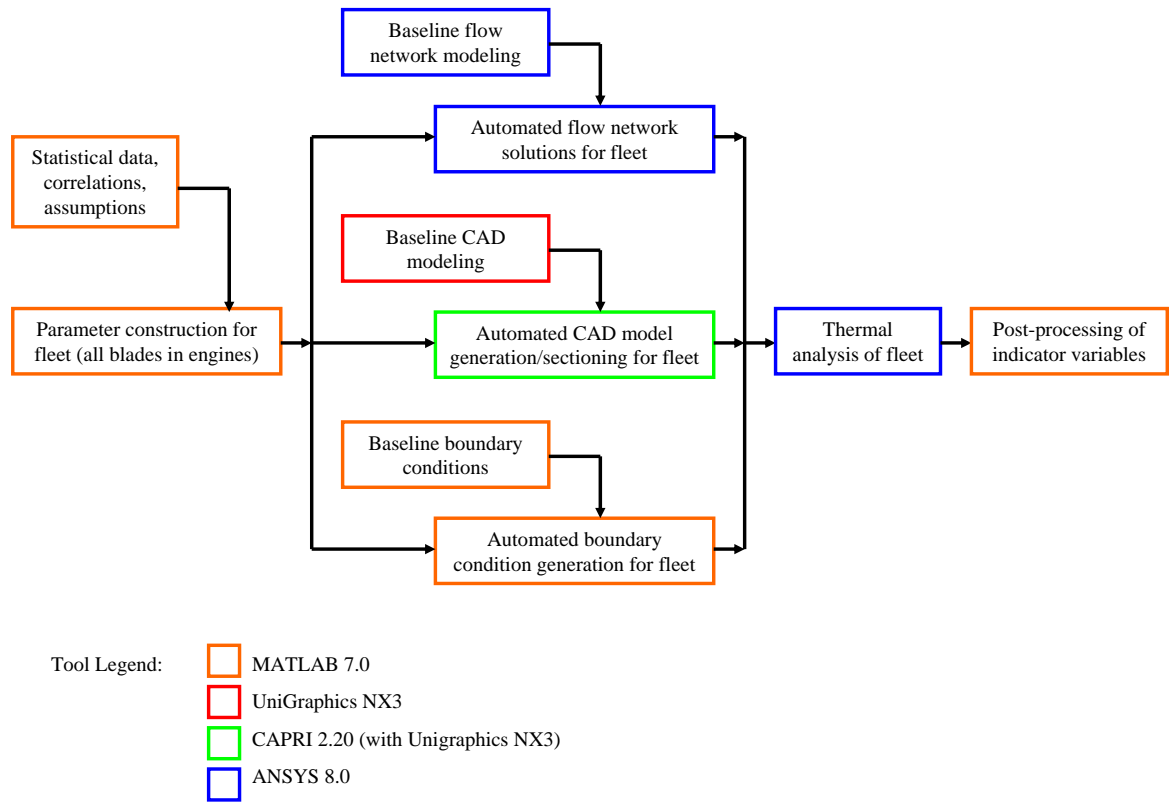 Baseline flow
network modeling
Automated flow network
solutions for fleet
Statistical data,
correlations,
assumptions
Baseline CAD
modeling
Parameter construction for
fleet (all blades in engines)
Automated CAD model
generation/sectioning for fleet
Thermal
analysis of fleet
Post-processing of
indicator variables
Baseline boundary
conditions
Automated boundary
condition generation for fleet
Tool Legend:
MATLAB 7.0
UniGraphics NX3
CAPRI 2.20 (with Unigraphics NX3)
ANSYS 8.0